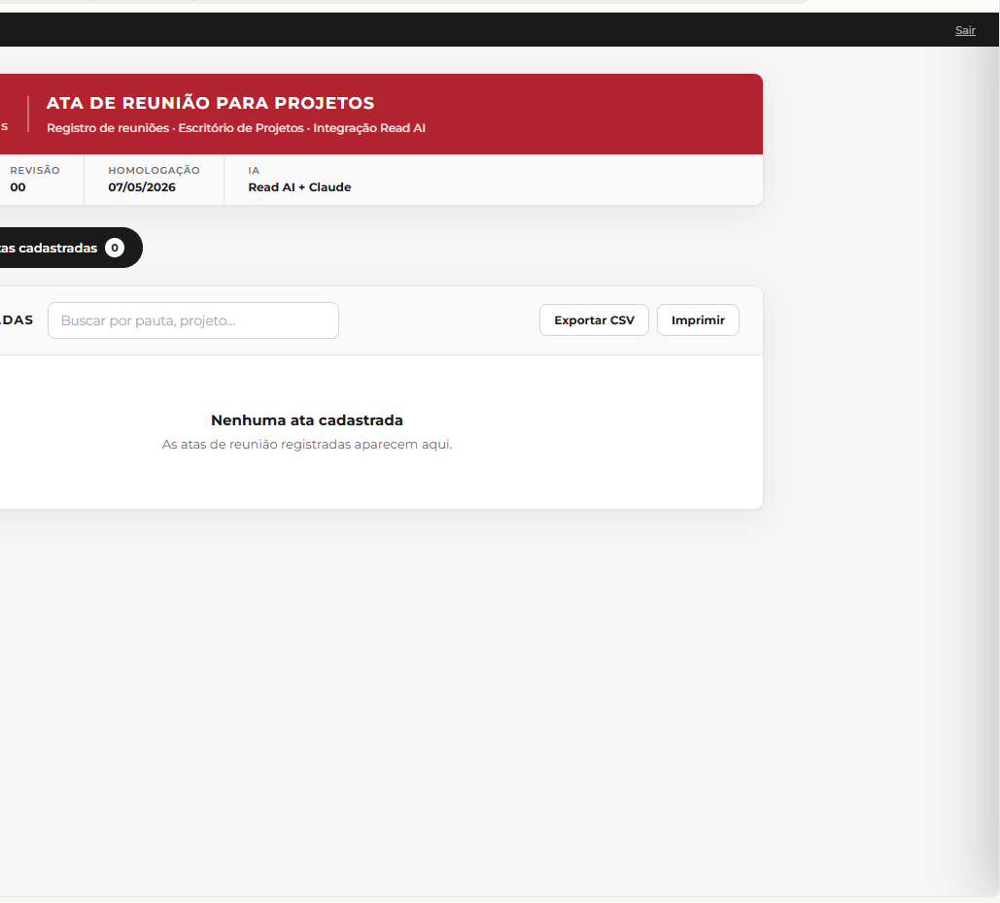 Sair
ATA DE REUNIÃO PARA PROJETOS
Registro de reuniões · Escritório de Projetos · Integração Read AI
REVISÃO
00
HOMOLOGAÇÃO
07/05/2026
IA
Read AI + Claude
cadastradas 0
Buscar por pauta, projeto...
Exportar CSV
Imprimir
Nenhuma ata cadastrada
As atas de reunião registradas aparecem aqui.